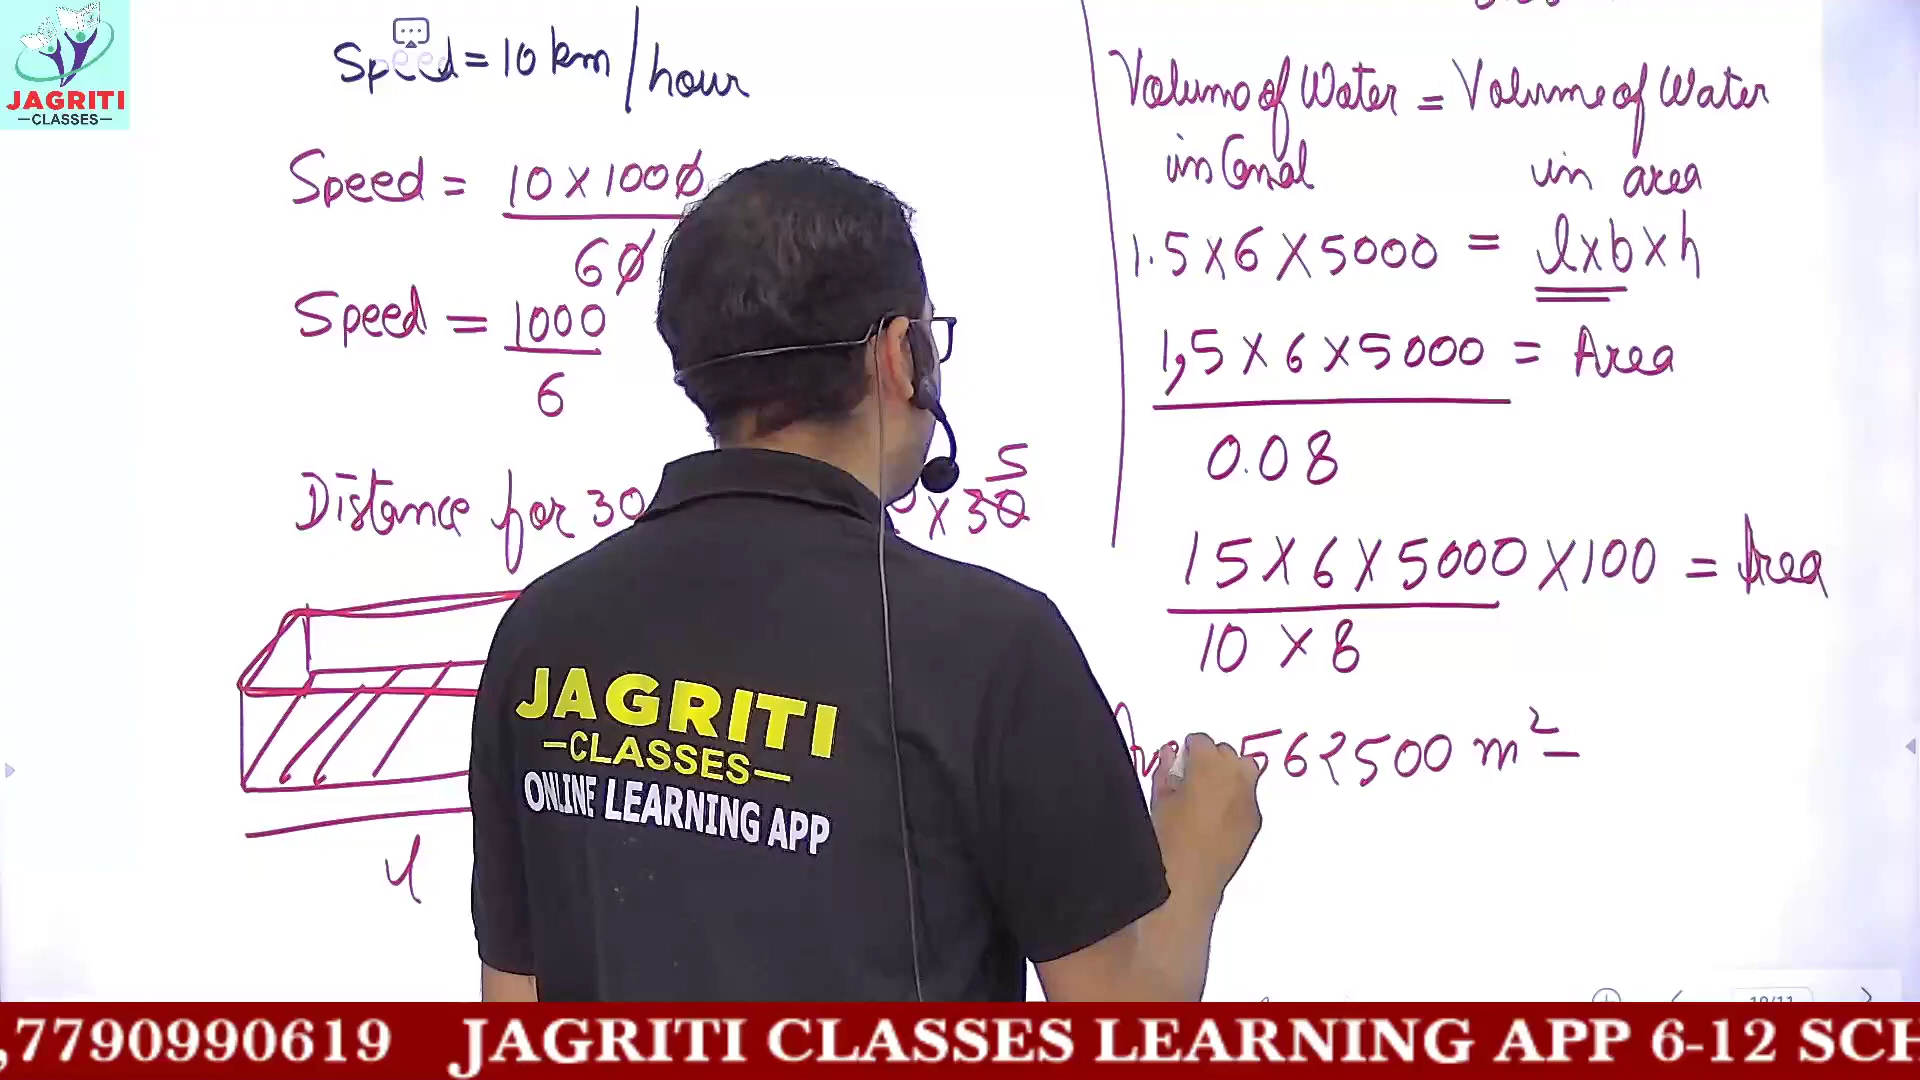 JAGRITI
—CLASSES—
Speed = 10 km/hour
Speed = 10 × 1000
60
Speed = 1000
6
Distance for 30
× 30
5
l
Volume of Water = Volume of Water
in Canal in area
1.5 × 6 × 5000 = l × b × h
1,5 × 6 × 5000 = Area
0.08
15 × 6 × 5000 × 100 = Area
10 × 8
562500 m²
JAGRITI
—CLASSES—
ONLINE LEARNING APP
10/11
,7790990619 JAGRITI CLASSES LEARNING APP 6-12 SCH